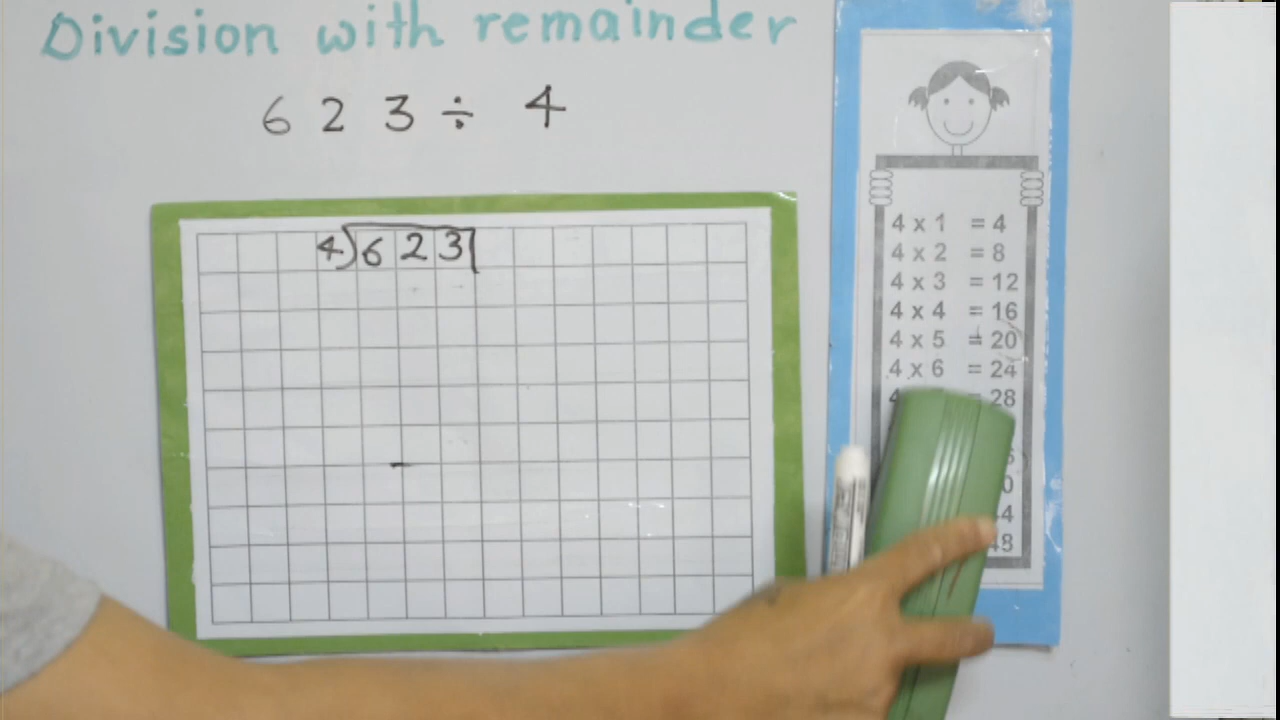 Division with remainder
6 2 3 ÷ 4
4 6 2 3
4 x 1 = 4
4 x 2 = 8
4 x 3 = 12
4 x 4 = 16
4 x 5 = 20
4 x 6 = 24
4 = 28